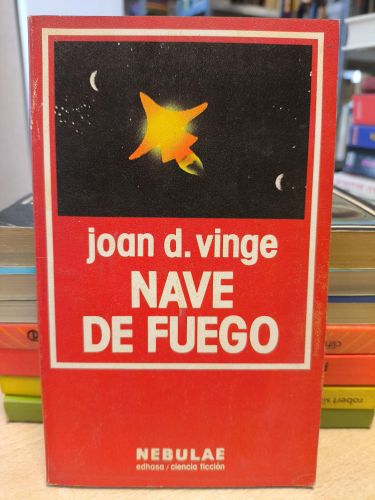 joan d. vinge
NAVE
DE FUEGO
NEBULAE
edhasa / ciencia ficción